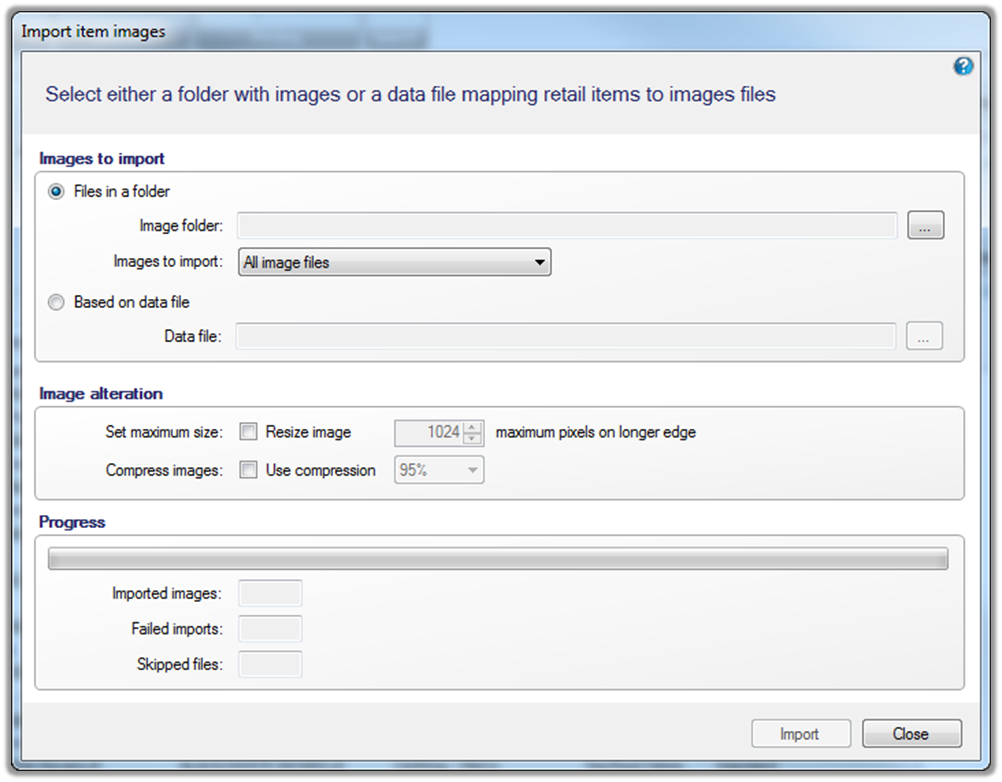 Import item images
?
Select either a folder with images or a data file mapping retail items to images files
Images to import
Files in a folder
Image folder: ...
Images to import: All image files
Based on data file
Data file: ...
Image alteration
Set maximum size: Resize image 1024 maximum pixels on longer edge
Compress images: Use compression 95%
Progress
Imported images:
Failed imports:
Skipped files:
Import Close